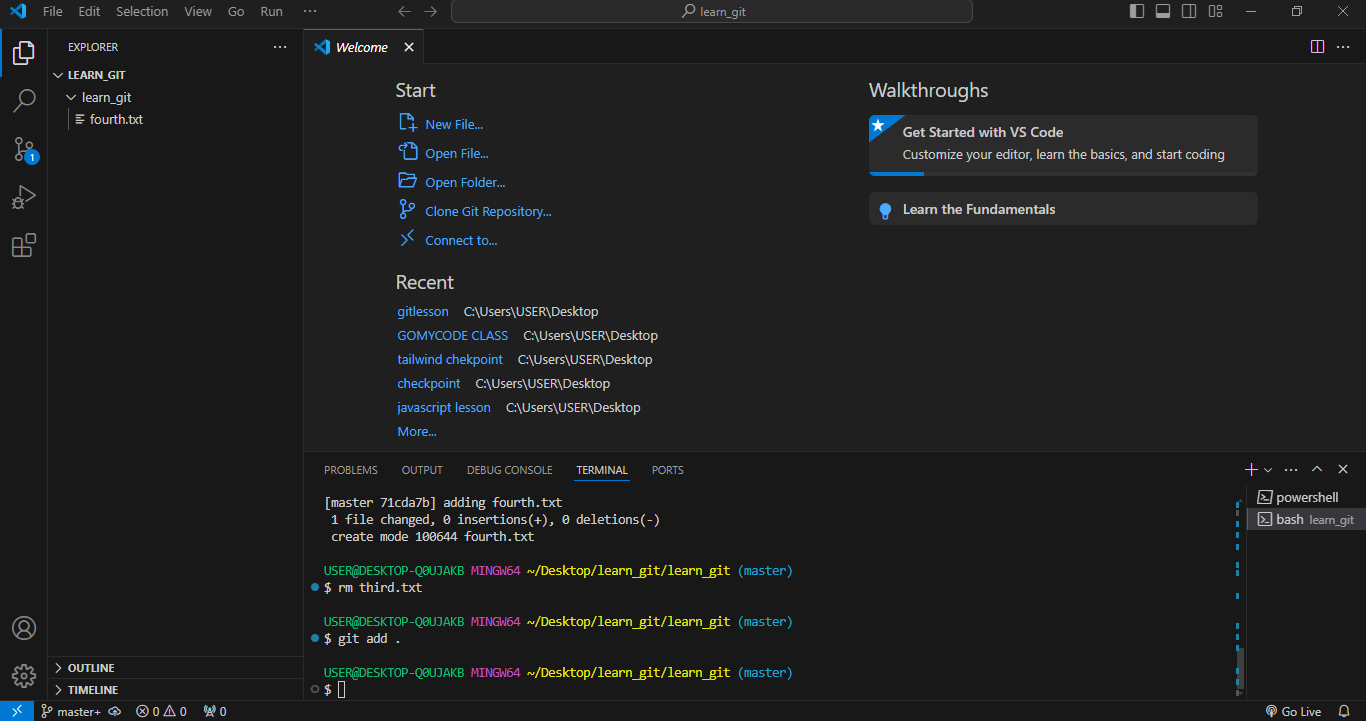 File Edit Selection View Go Run ··· learn_git
EXPLORER ···
LEARN_GIT
learn_git
fourth.txt
1
OUTLINE
TIMELINE
Welcome
Start
New File...
Open File...
Open Folder...
Clone Git Repository...
Connect to...
Recent
gitlesson C:\Users\USER\Desktop
GOMYCODE CLASS C:\Users\USER\Desktop
tailwind chekpoint C:\Users\USER\Desktop
checkpoint C:\Users\USER\Desktop
javascript lesson C:\Users\USER\Desktop
More...
Walkthroughs
Get Started with VS Code
Customize your editor, learn the basics, and start coding
Learn the Fundamentals
PROBLEMS OUTPUT DEBUG CONSOLE TERMINAL PORTS
[master 71cda7b] adding fourth.txt
1 file changed, 0 insertions(+), 0 deletions(-)
create mode 100644 fourth.txt
USER@DESKTOP-Q0UJAKB MINGW64 ~/Desktop/learn_git/learn_git (master)
$ rm third.txt
USER@DESKTOP-Q0UJAKB MINGW64 ~/Desktop/learn_git/learn_git (master)
$ git add .
USER@DESKTOP-Q0UJAKB MINGW64 ~/Desktop/learn_git/learn_git (master)
$
powershell
bash learn_git
master+ 0 0 0 Go Live